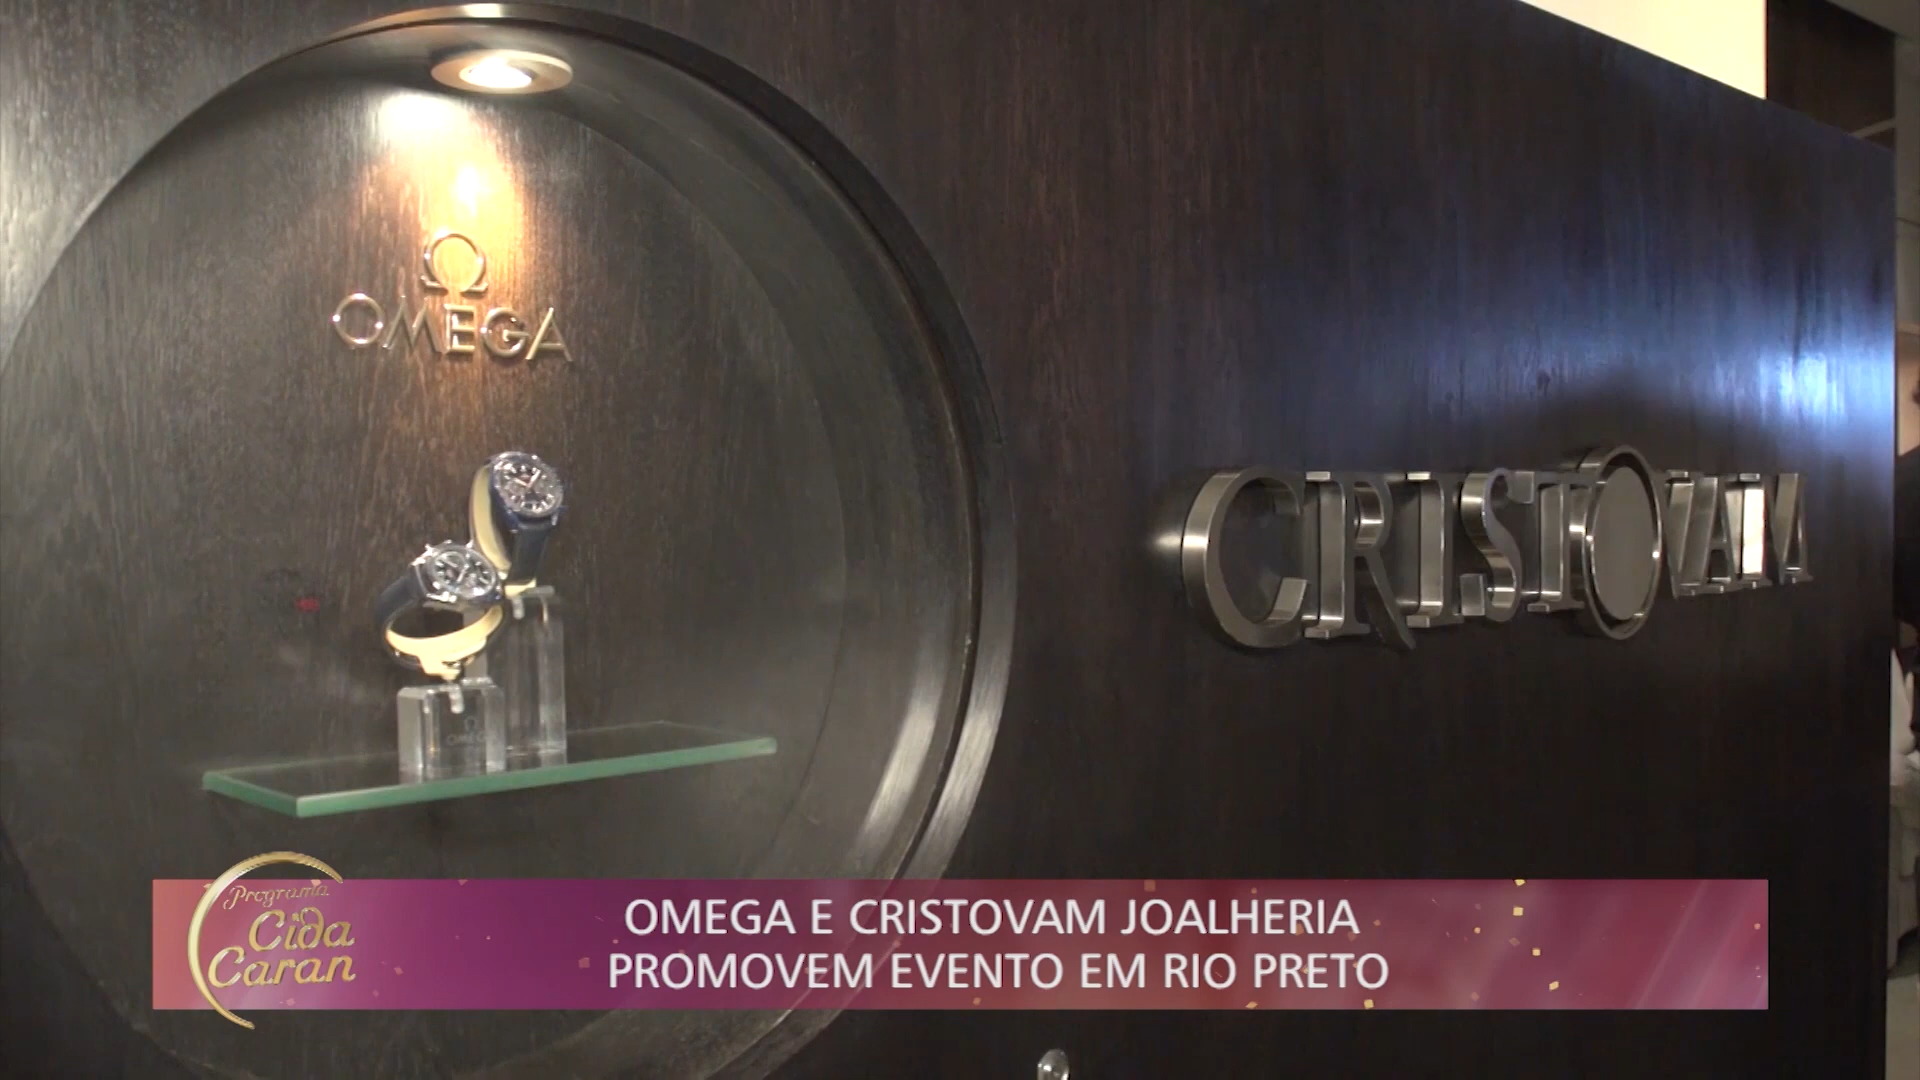 Ω
OMEGA
CRISTOVAM
Programa
Cida
Caran
OMEGA E CRISTOVAM JOALHERIA
PROMOVEM EVENTO EM RIO PRETO